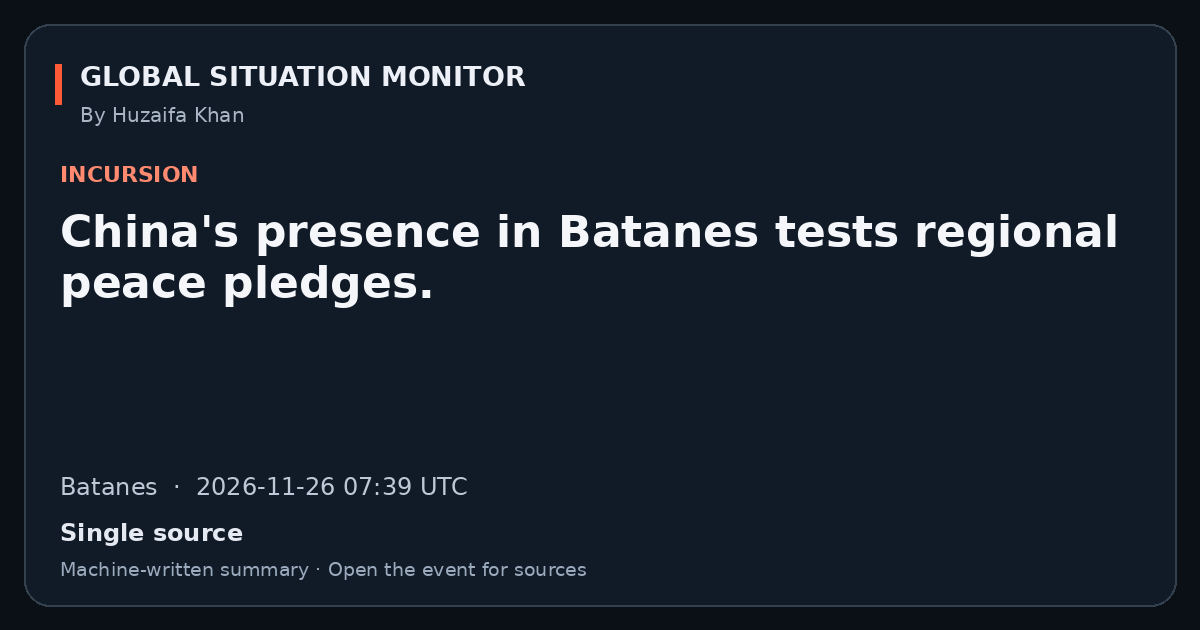 GLOBAL SITUATION MONITOR
By Huzaifa Khan
INCURSION
China's presence in Batanes tests regional
peace pledges.
Batanes · 2026-11-26 07:39 UTC
Single source
Machine-written summary · Open the event for sources